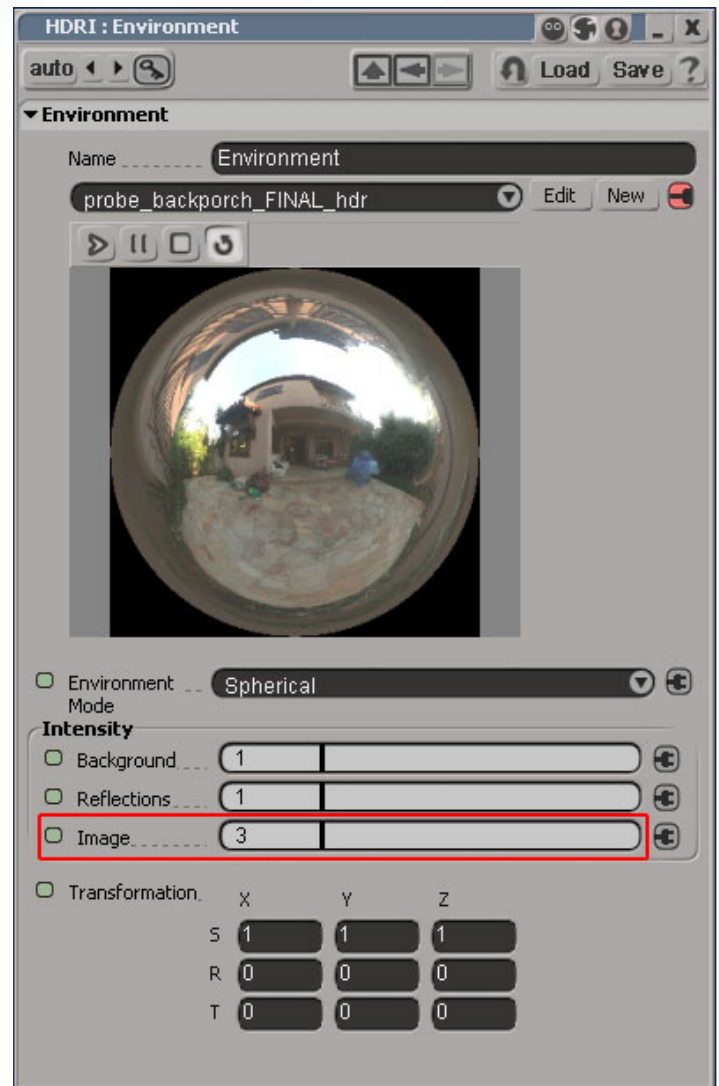 HDRI : Environment
auto Load Save ?
Environment
Name Environment
probe_backporch_FINAL_hdr Edit New
Environment Mode Spherical
Intensity
Background 1
Reflections 1
Image 3
Transformation X Y Z
S 1 1 1
R 0 0 0
T 0 0 0